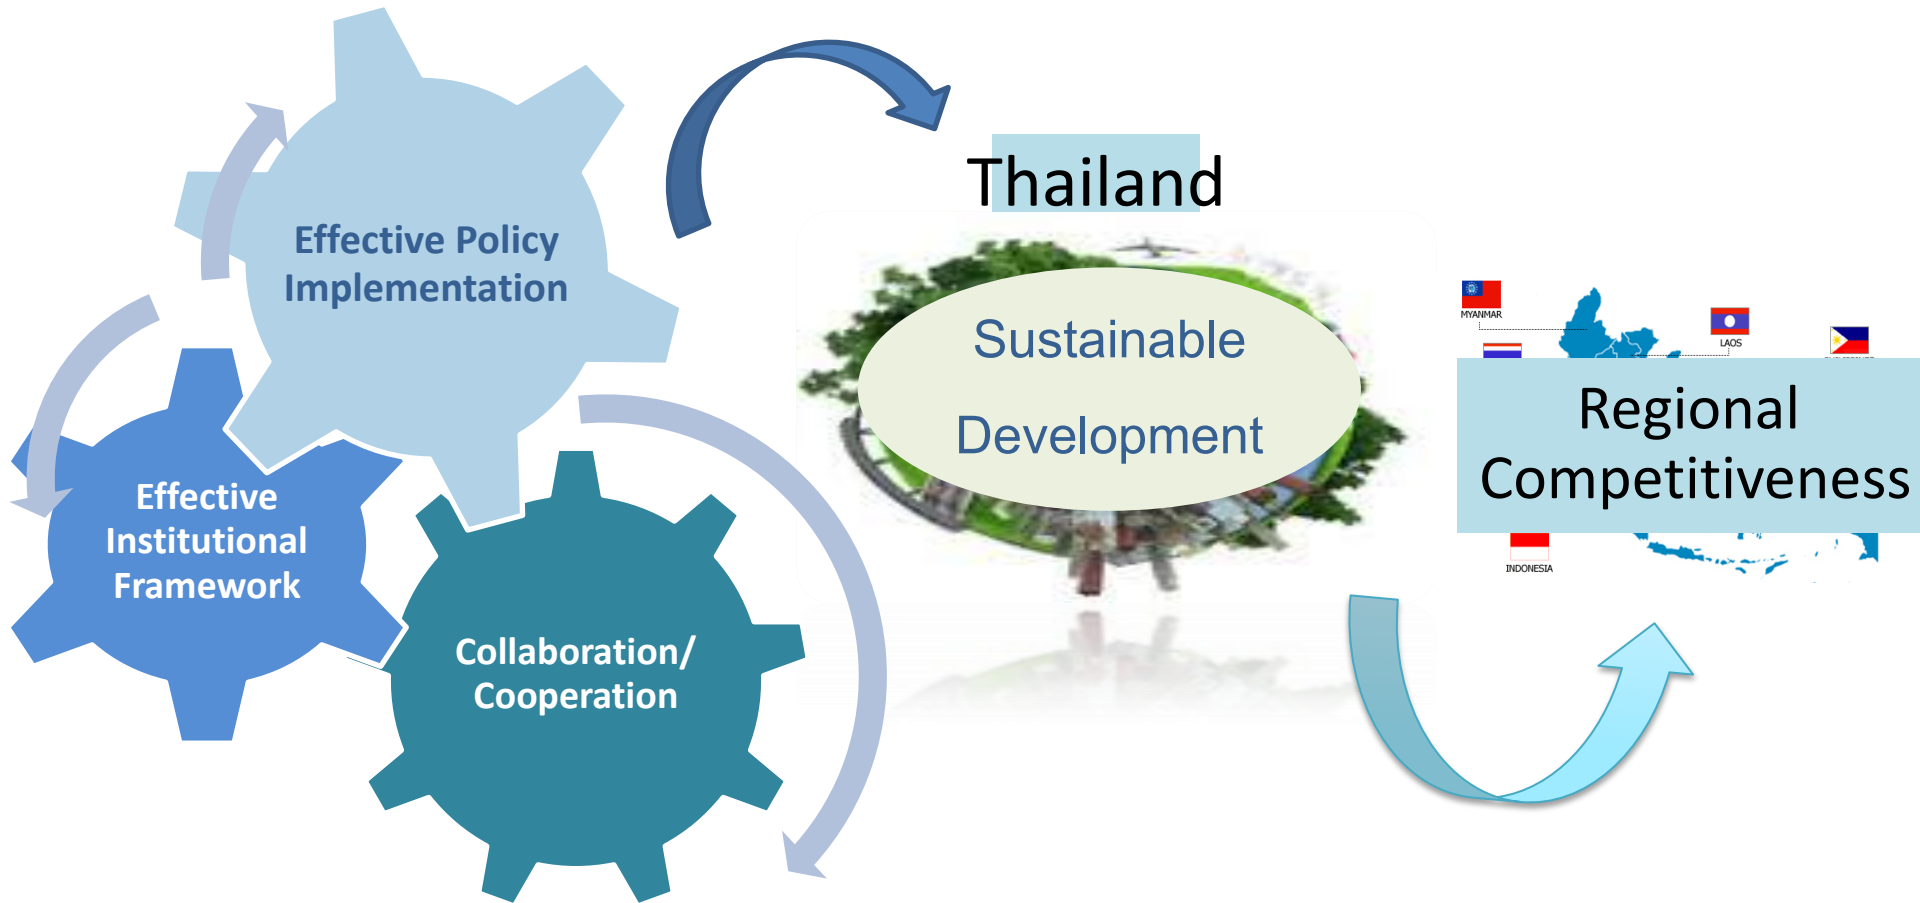 Effective Policy
Implementation
Effective
Institutional
Framework
Collaboration/
Cooperation
Thailand
Sustainable
Development
MYANMAR
LAOS
Regional
Competitiveness
INDONESIA